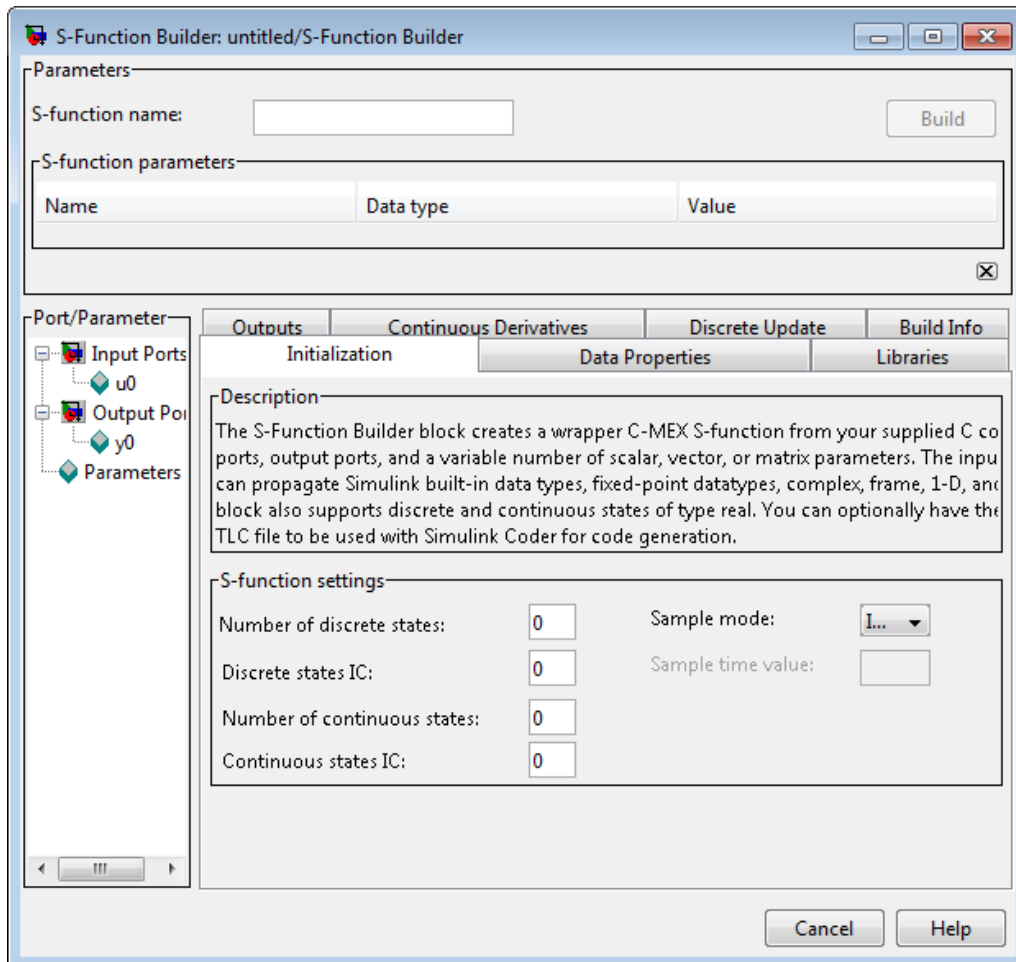 S-Function Builder: untitled/S-Function Builder
Parameters
S-function name:
Build
S-function parameters
Name Data type Value
Port/Parameter
Input Ports
u0
Output Por
y0
Parameters
Outputs Continuous Derivatives Discrete Update Build Info
Initialization Data Properties Libraries
Description
The S-Function Builder block creates a wrapper C-MEX S-function from your supplied C co
ports, output ports, and a variable number of scalar, vector, or matrix parameters. The inpu
can propagate Simulink built-in data types, fixed-point datatypes, complex, frame, 1-D, and
block also supports discrete and continuous states of type real. You can optionally have the
TLC file to be used with Simulink Coder for code generation.
S-function settings
Number of discrete states: 0 Sample mode: I...
Discrete states IC: 0 Sample time value:
Number of continuous states: 0
Continuous states IC: 0
Cancel Help